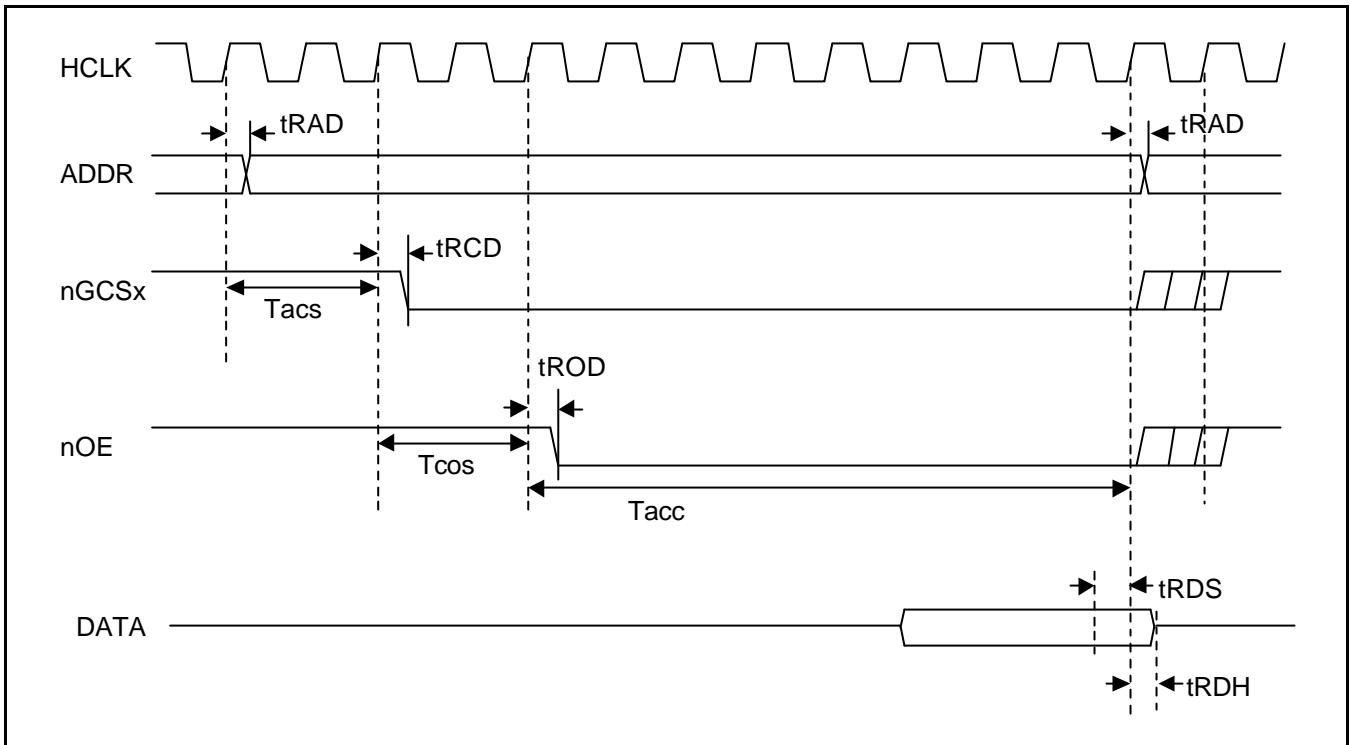 HCLK
tRAD
tRAD
ADDR
tRCD
nGCSx
Tacs
tROD
nOE
Tcos
Tacc
tRDS
DATA
tRDH